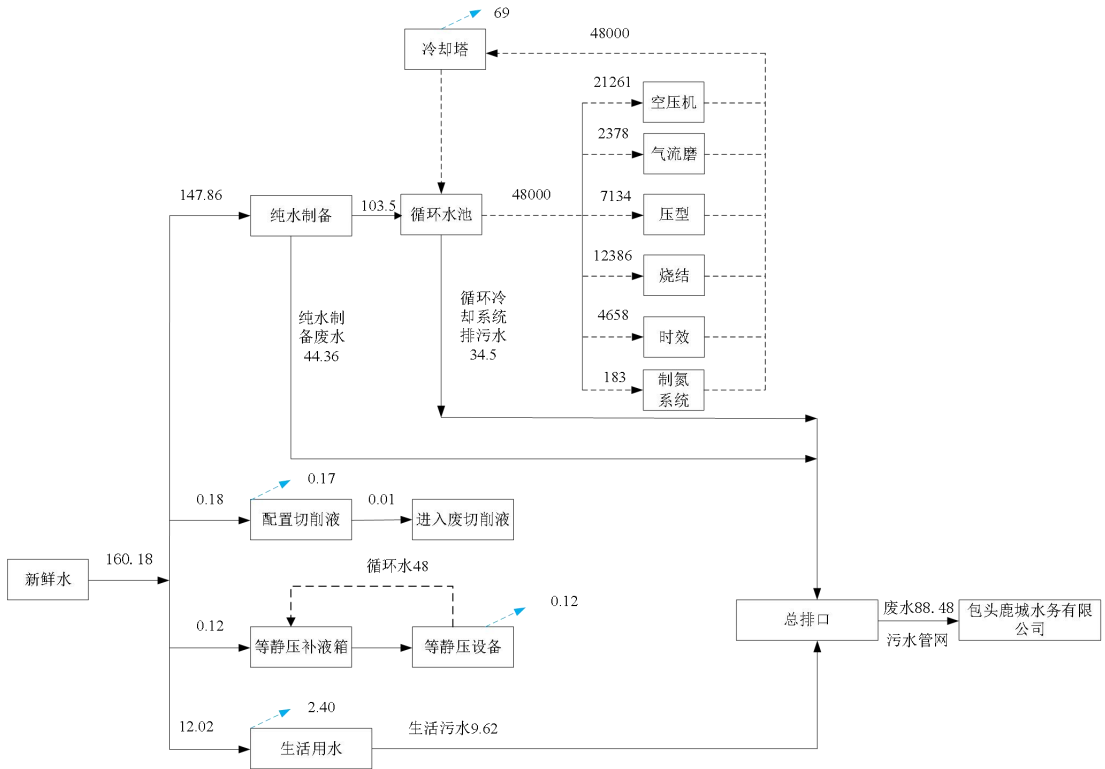 69
冷却塔
48000
21261
空压机
2378
气流磨
147.86
纯水制备
103.5
循环水池
48000
7134
压型
12386
烧结
纯水制
备废水
44.36
循环冷
却系统
排污水
34.5
4658
时效
183
制氮
系统
0.18
0.17
配置切削液
0.01
进入废切削液
新鲜水
160.18
循环水48
0.12
0.12
等静压补液箱
等静压设备
总排口
废水88.48
污水管网
包头鹿城水务有限
公司
12.02
2.40
生活用水
生活污水9.62